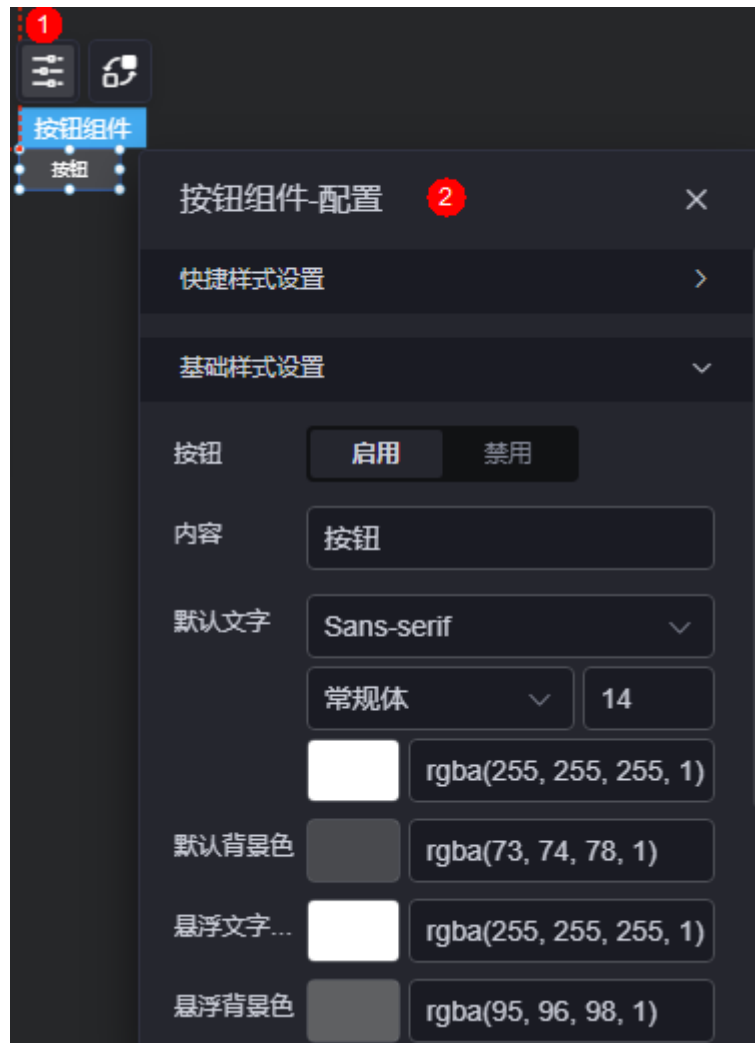 1
按钮组件
按钮
按钮组件-配置 2
快捷样式设置
基础样式设置
按钮 启用 禁用
内容 按钮
默认文字 Sans-serif
常规体 14
rgba(255, 255, 255, 1)
默认背景色 rgba(73, 74, 78, 1)
悬浮文字... rgba(255, 255, 255, 1)
悬浮背景色 rgba(95, 96, 98, 1)